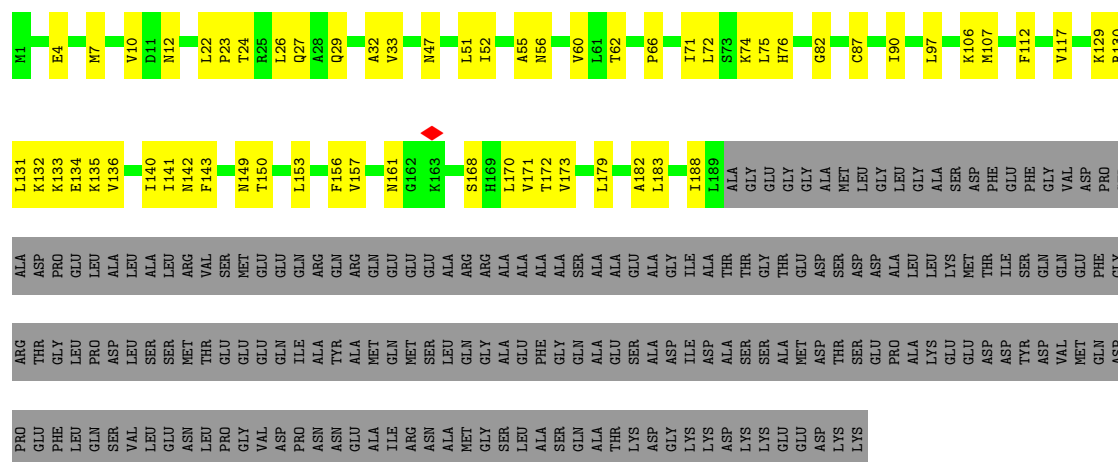 M1 E4 M7 V10 D11 N12 L22 P23 T24 R25 L26 Q27 A28 Q29 A32 V33 N47 L51 I52 A55 N56 V60 L61 T62 P66 I71 L72 S73 K74 L75 H76 G82 C87 I90 L97 K106 M107 F112 V117 K129 R130
L131 K132 K133 E134 K135 V136 I140 I141 N142 F143 N149 T150 L153 F156 V157 N161 G162 K163 S168 H169 L170 V171 T172 V173 L179 A182 L183 I188 L189 ALA GLY GLU GLY GLY ALA MET LEU GLY LEU GLY ALA SER ASP PHE GLU PHE GLY VAL ASP PRO
ALA ASP PRO GLU LEU ALA LEU ALA LEU ARG VAL SER MET GLU GLU GLN ARG GLN ARG GLN GLU GLU GLU ALA ARG ARG ALA ALA ALA ALA SER ALA ALA GLU ALA GLY ILE ALA THR THR GLY THR GLU ASP SER ASP ASP ALA LEU LEU LYS MET THR ILE SER GLN GLN GLU PHE GLY
ARG THR GLY LEU PRO ASP LEU SER SER MET THR GLU GLU GLU GLN ILE ALA TYR ALA MET GLN MET SER LEU GLN GLY ALA GLU PHE GLY GLN ALA GLU SER ALA ASP ILE ASP ALA SER SER ALA MET ASP THR SER GLU PRO ALA LYS GLU GLU ASP ASP TYR ASP VAL MET GLN ASP
PRO GLU PHE LEU GLN SER VAL LEU GLU ASN LEU PRO GLY VAL ASP PRO ASN ASN GLU ALA ILE ARG ASN ALA MET GLY SER LEU ALA SER GLN ALA THR LYS ASP GLY LYS LYS ASP LYS LYS GLU GLU ASP LYS LYS